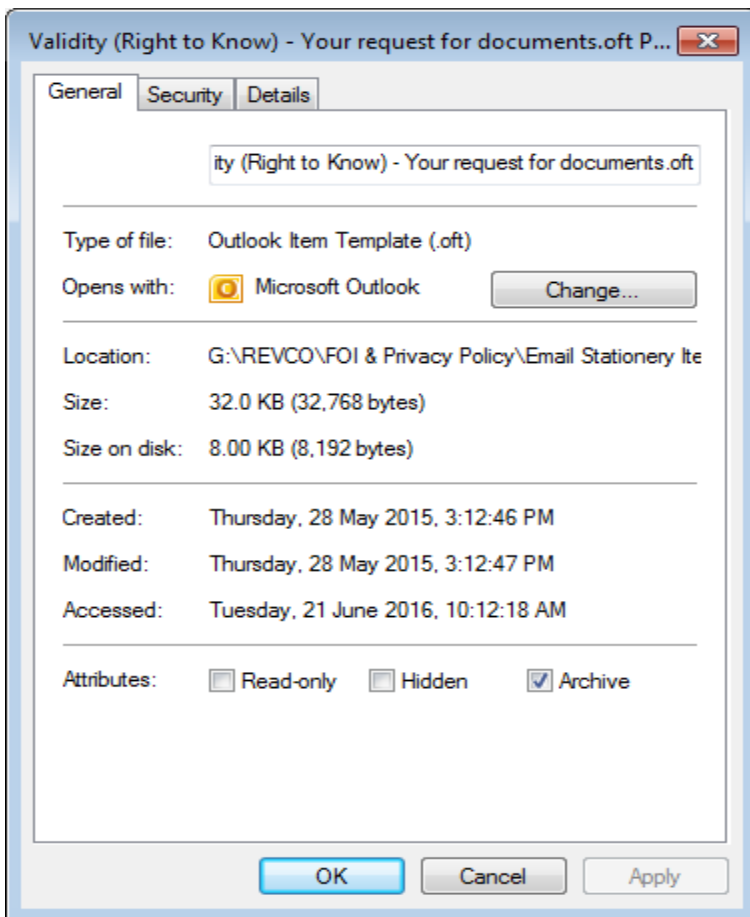 Validity (Right to Know) - Your request for documents.oft P...
General Security Details
ity (Right to Know) - Your request for documents.oft
Type of file: Outlook Item Template (.oft)
Opens with: Microsoft Outlook Change...
Location: G:\REVCO\FOI & Privacy Policy\Email Stationery Ite
Size: 32.0 KB (32,768 bytes)
Size on disk: 8.00 KB (8,192 bytes)
Created: Thursday, 28 May 2015, 3:12:46 PM
Modified: Thursday, 28 May 2015, 3:12:47 PM
Accessed: Tuesday, 21 June 2016, 10:12:18 AM
Attributes: Read-only Hidden Archive
OK Cancel Apply